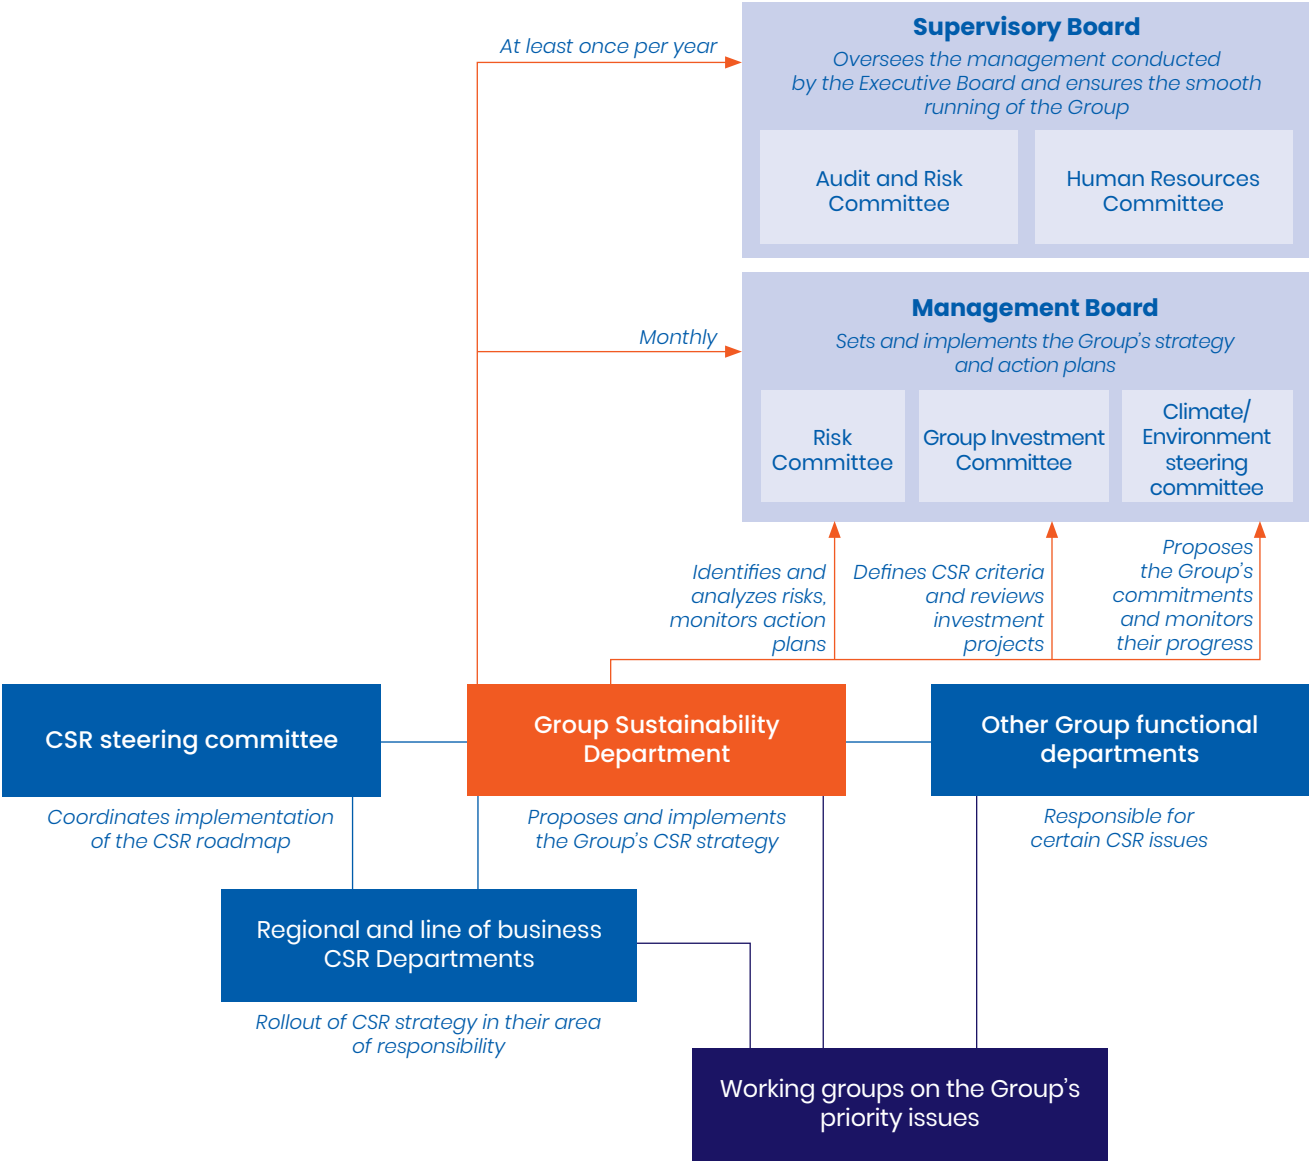 At least once per year
Supervisory Board
Oversees the management conducted
by the Executive Board and ensures the smooth
running of the Group
Audit and Risk
Committee
Human Resources
Committee
Monthly
Management Board
Sets and implements the Group’s strategy
and action plans
Risk
Committee
Group Investment
Committee
Climate/
Environment
steering
committee
Identifies and
analyzes risks,
monitors action
plans
Defines CSR criteria
and reviews
investment
projects
Proposes
the Group’s
commitments
and monitors
their progress
CSR steering committee
Group Sustainability
Department
Other Group functional
departments
Coordinates implementation
of the CSR roadmap
Proposes and implements
the Group’s CSR strategy
Responsible for
certain CSR issues
Regional and line of business
CSR Departments
Rollout of CSR strategy in their area
of responsibility
Working groups on the Group’s
priority issues